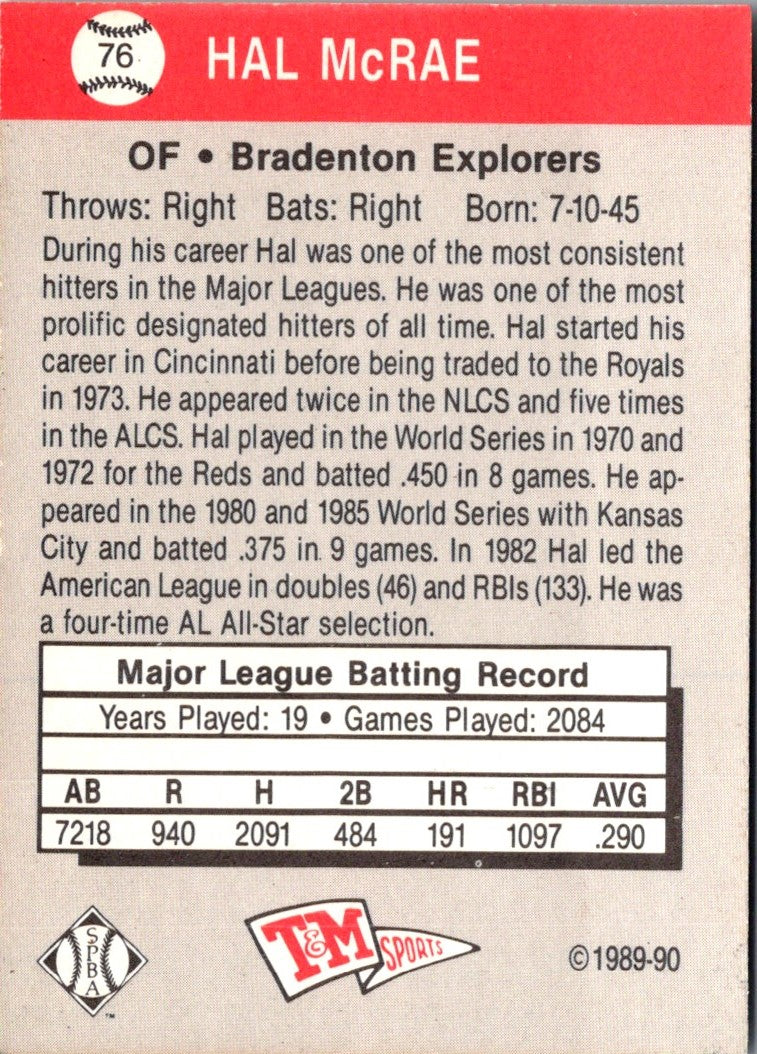 76 HAL McRAE
OF • Bradenton Explorers
Throws: Right Bats: Right Born: 7-10-45
During his career Hal was one of the most consistent
hitters in the Major Leagues. He was one of the most
prolific designated hitters of all time. Hal started his
career in Cincinnati before being traded to the Royals
in 1973. He appeared twice in the NLCS and five times
in the ALCS. Hal played in the World Series in 1970 and
1972 for the Reds and batted .450 in 8 games. He ap-
peared in the 1980 and 1985 World Series with Kansas
City and batted .375 in 9 games. In 1982 Hal led the
American League in doubles (46) and RBIs (133). He was
a four-time AL All-Star selection.
Major League Batting Record
Years Played: 19 • Games Played: 2084
AB R H 2B HR RBI AVG
7218 940 2091 484 191 1097 .290
SPBA ™
T&M SPORTS
© 1989-90